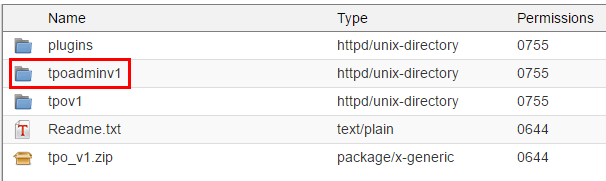 Name Type Permissions
plugins httpd/unix-directory 0755
tpoadminv1 httpd/unix-directory 0755
tpov1 httpd/unix-directory 0755
T Readme.txt text/plain 0644
tpo_v1.zip package/x-generic 0644